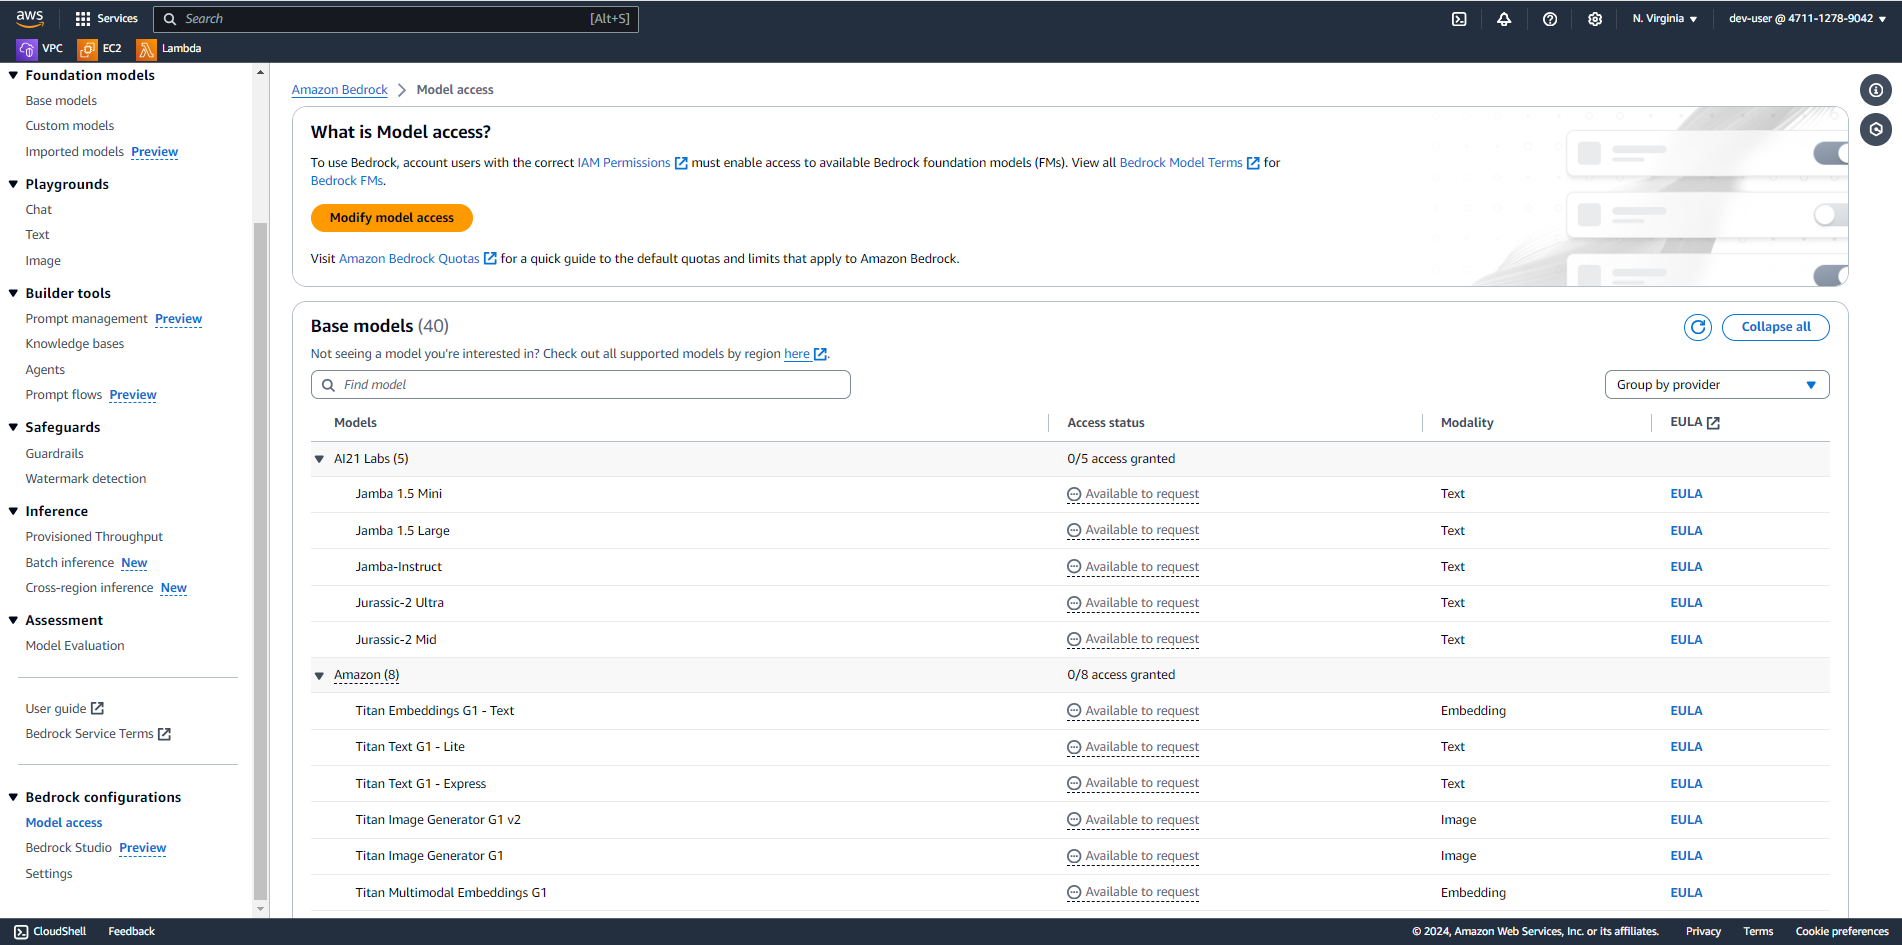 aws Services Search [Alt+S] N. Virginia dev-user @ 4711-1278-9042
VPC EC2 Lambda
Foundation models
Base models
Custom models
Imported models Preview
Playgrounds
Chat
Text
Image
Builder tools
Prompt management Preview
Knowledge bases
Agents
Prompt flows Preview
Safeguards
Guardrails
Watermark detection
Inference
Provisioned Throughput
Batch inference New
Cross-region inference New
Assessment
Model Evaluation
User guide
Bedrock Service Terms
Bedrock configurations
Model access
Bedrock Studio Preview
Settings
Amazon Bedrock Model access
What is Model access?
To use Bedrock, account users with the correct IAM Permissions must enable access to available Bedrock foundation models (FMs). View all Bedrock Model Terms for
Bedrock FMs.
Modify model access
Visit Amazon Bedrock Quotas for a quick guide to the default quotas and limits that apply to Amazon Bedrock.
Base models (40) Collapse all
Not seeing a model you're interested in? Check out all supported models by region here.
Find model Group by provider
Models Access status Modality EULA
AI21 Labs (5) 0/5 access granted
Jamba 1.5 Mini Available to request Text EULA
Jamba 1.5 Large Available to request Text EULA
Jamba-Instruct Available to request Text EULA
Jurassic-2 Ultra Available to request Text EULA
Jurassic-2 Mid Available to request Text EULA
Amazon (8) 0/8 access granted
Titan Embeddings G1 - Text Available to request Embedding EULA
Titan Text G1 - Lite Available to request Text EULA
Titan Text G1 - Express Available to request Text EULA
Titan Image Generator G1 v2 Available to request Image EULA
Titan Image Generator G1 Available to request Image EULA
Titan Multimodal Embeddings G1 Available to request Embedding EULA
CloudShell Feedback © 2024, Amazon Web Services, Inc. or its affiliates. Privacy Terms Cookie preferences